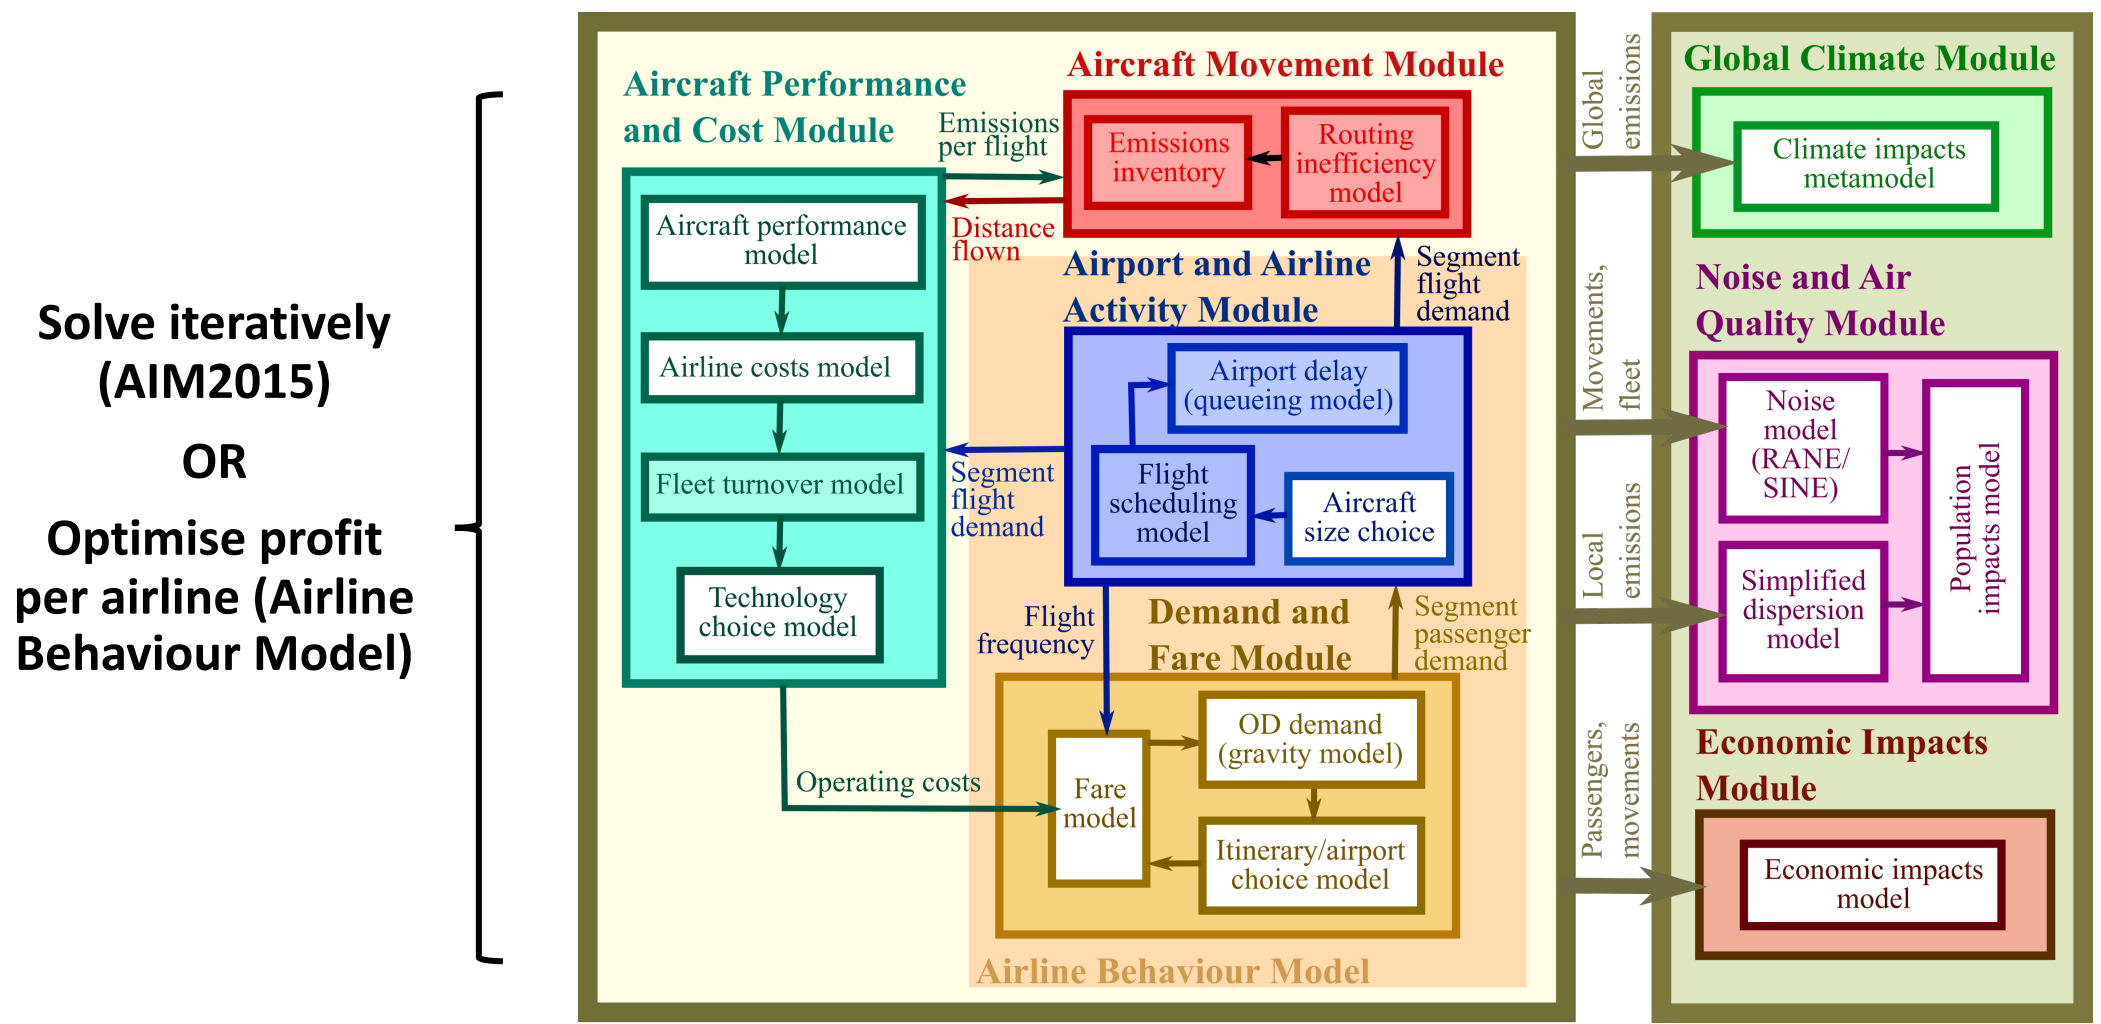 Solve iteratively
(AIM2015)
OR
Optimise profit
per airline (Airline
Behaviour Model)
Aircraft Performance
and Cost Module
Aircraft performance
model
Airline costs model
Fleet turnover model
Technology
choice model
Emissions
per flight
Distance
flown
Aircraft Movement Module
Emissions
inventory
Routing
inefficiency
model
Airport and Airline
Activity Module
Segment
flight
demand
Airport delay
(queueing model)
Flight
scheduling
model
Aircraft
size choice
Segment
flight
demand
Flight
frequency
Demand and
Fare Module
Segment
passenger
demand
OD demand
(gravity model)
Fare
model
Itinerary/airport
choice model
Operating costs
Airline Behaviour Model
Global
emissions
Movements,
fleet
Local
emissions
Passengers,
movements
Global Climate Module
Climate impacts
metamodel
Noise and Air
Quality Module
Noise
model
(RANE/
SINE)
Simplified
dispersion
model
Population
impacts model
Economic Impacts
Module
Economic impacts
model